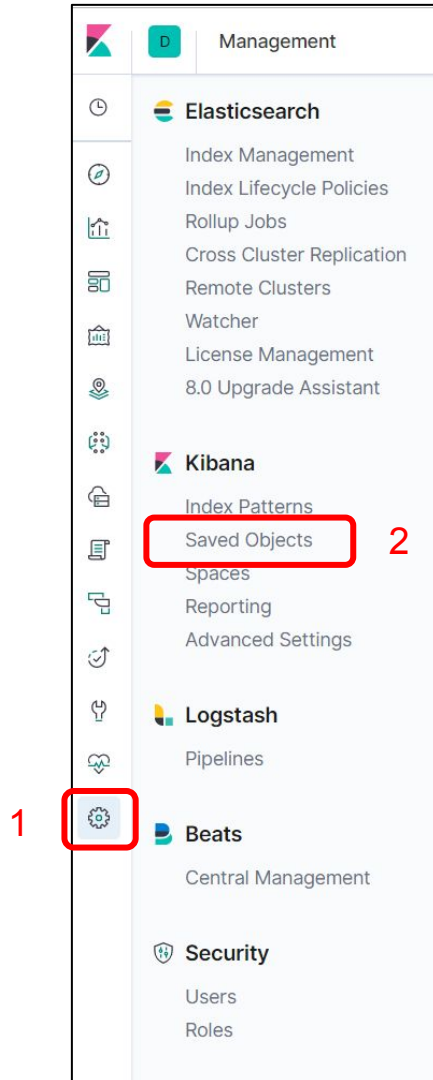 D Management
Elasticsearch
Index Management
Index Lifecycle Policies
Rollup Jobs
Cross Cluster Replication
Remote Clusters
Watcher
License Management
8.0 Upgrade Assistant
Kibana
Index Patterns
Saved Objects 2
Spaces
Reporting
Advanced Settings
Logstash
Pipelines
1
Beats
Central Management
Security
Users
Roles